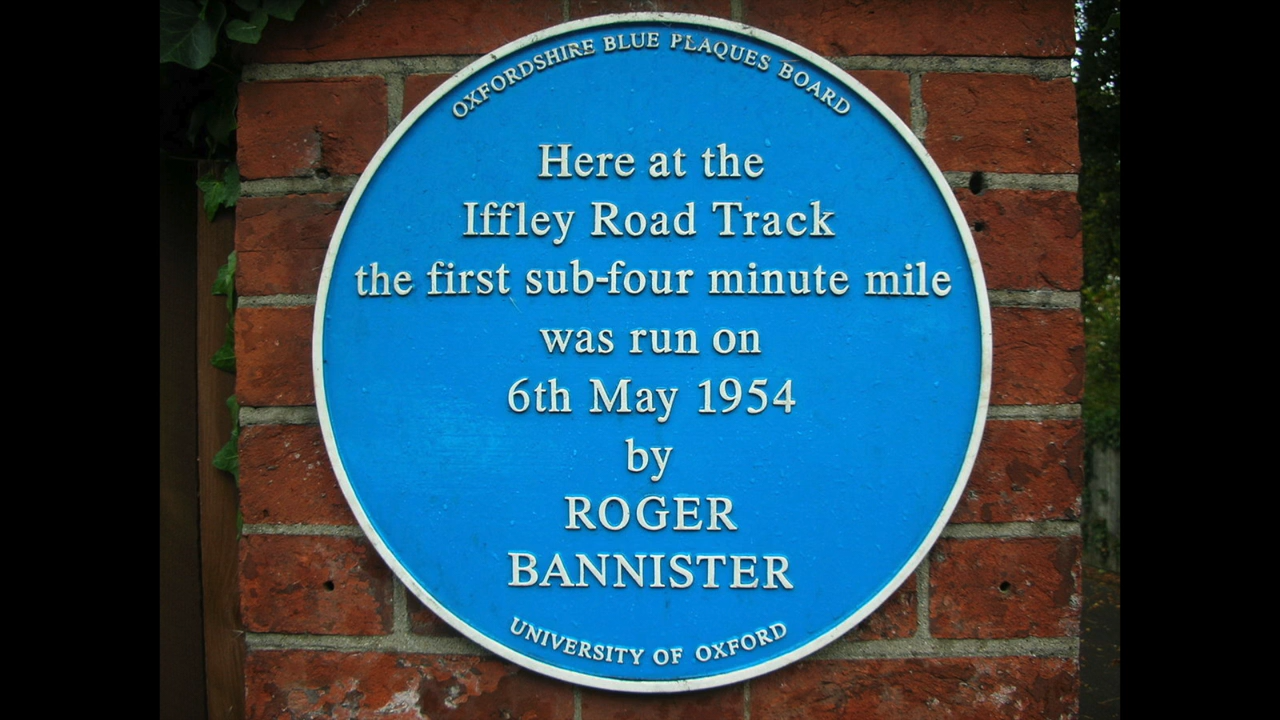 OXFORDSHIRE BLUE PLAQUES BOARD
Here at the
Iffley Road Track
the first sub-four minute mile
was run on
6th May 1954
by
ROGER
BANNISTER
UNIVERSITY OF OXFORD